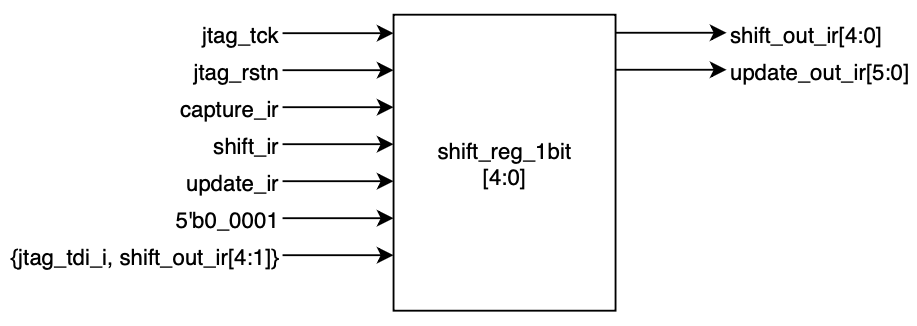 jtag_tck
jtag_rstn
capture_ir
shift_ir
update_ir
5'b0_0001
{jtag_tdi_i, shift_out_ir[4:1]}
shift_reg_1bit
[4:0]
shift_out_ir[4:0]
update_out_ir[5:0]